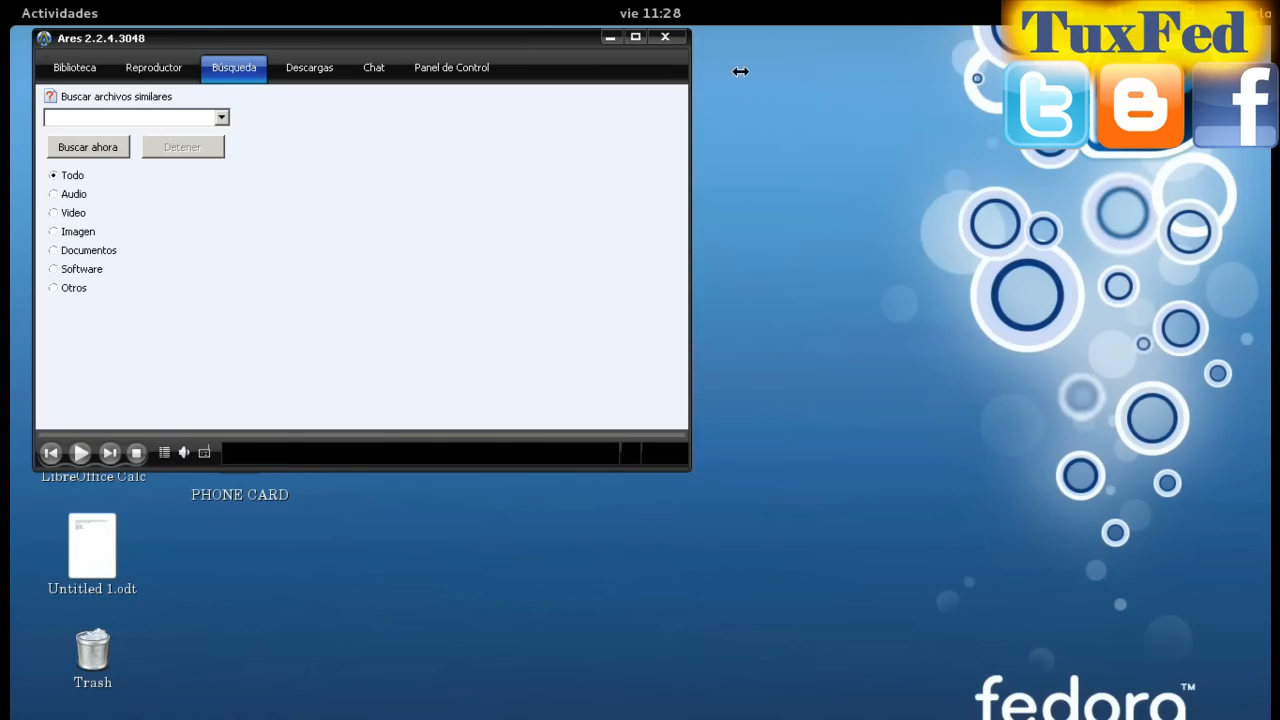 Actividades
vie 11:28
TuxFed
Ares 2.2.4.3048
Biblioteca
Reproductor
Búsqueda
Descargas
Chat
Panel de Control
Buscar archivos similares
Buscar ahora
Detener
Todo
Audio
Video
Imagen
Documentos
Software
Otros
LibreOffice Calc
PHONE CARD
Untitled 1.odt
Trash
fedora™